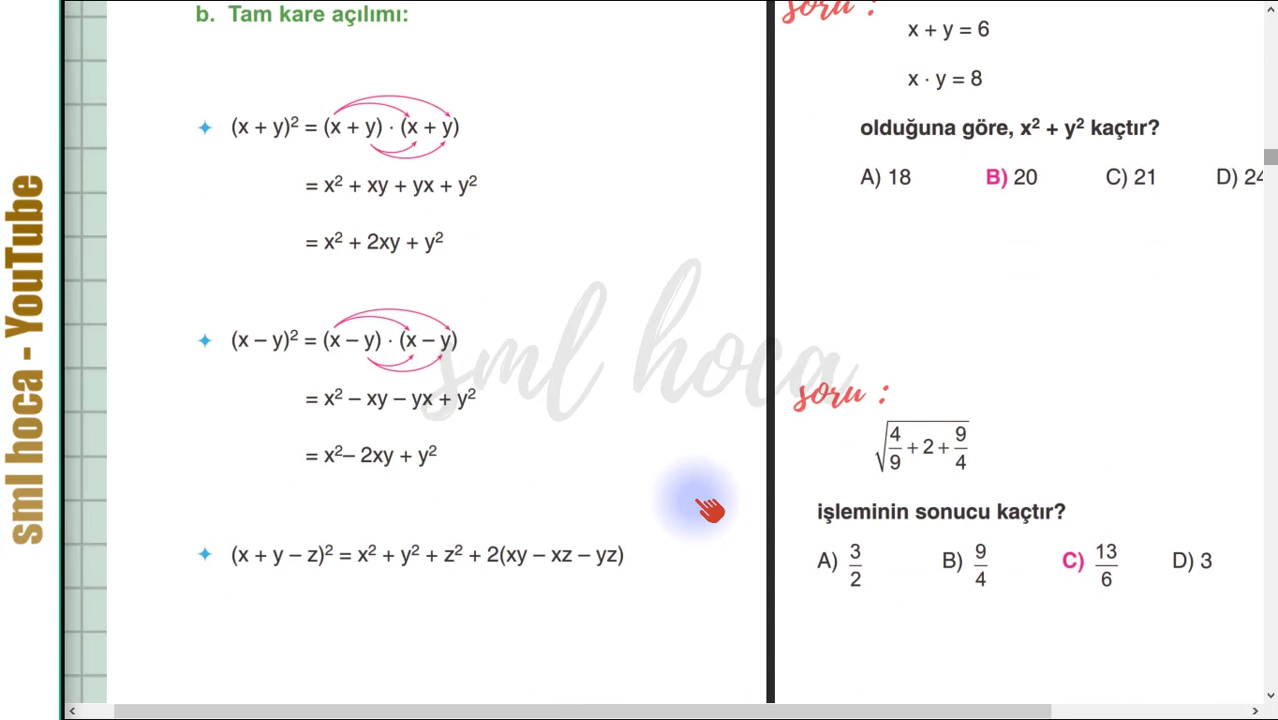 sml hoca - YouTube
b. Tam kare açılımı:
(x + y)² = (x + y) · (x + y)
= x² + xy + yx + y²
= x² + 2xy + y²
(x – y)² = (x – y) · (x – y)
= x² – xy – yx + y²
= x²– 2xy + y²
(x + y – z)² = x² + y² + z² + 2(xy – xz – yz)
sml hoca
soru :
x + y = 6
x · y = 8
olduğuna göre, x² + y² kaçtır?
A) 18 B) 20 C) 21 D) 24
soru :
√(4/9 + 2 + 9/4)
işleminin sonucu kaçtır?
A) 3/2 B) 9/4 C) 13/6 D) 3